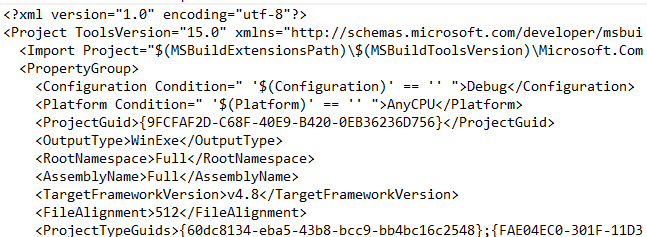 <?xml version="1.0" encoding="utf-8"?>
<Project ToolsVersion="15.0" xmlns="http://schemas.microsoft.com/developer/msbui
<Import Project="$(MSBuildExtensionsPath)\$(MSBuildToolsVersion)\Microsoft.Com
<PropertyGroup>
<Configuration Condition=" '$(Configuration)' == '' ">Debug</Configuration>
<Platform Condition=" '$(Platform)' == '' ">AnyCPU</Platform>
<ProjectGuid>{9FCFAF2D-C68F-40E9-B420-0EB36236D756}</ProjectGuid>
<OutputType>WinExe</OutputType>
<RootNamespace>Full</RootNamespace>
<AssemblyName>Full</AssemblyName>
<TargetFrameworkVersion>v4.8</TargetFrameworkVersion>
<FileAlignment>512</FileAlignment>
<ProjectTypeGuids>{60dc8134-eba5-43b8-bcc9-bb4bc16c2548};{FAE04EC0-301F-11D3